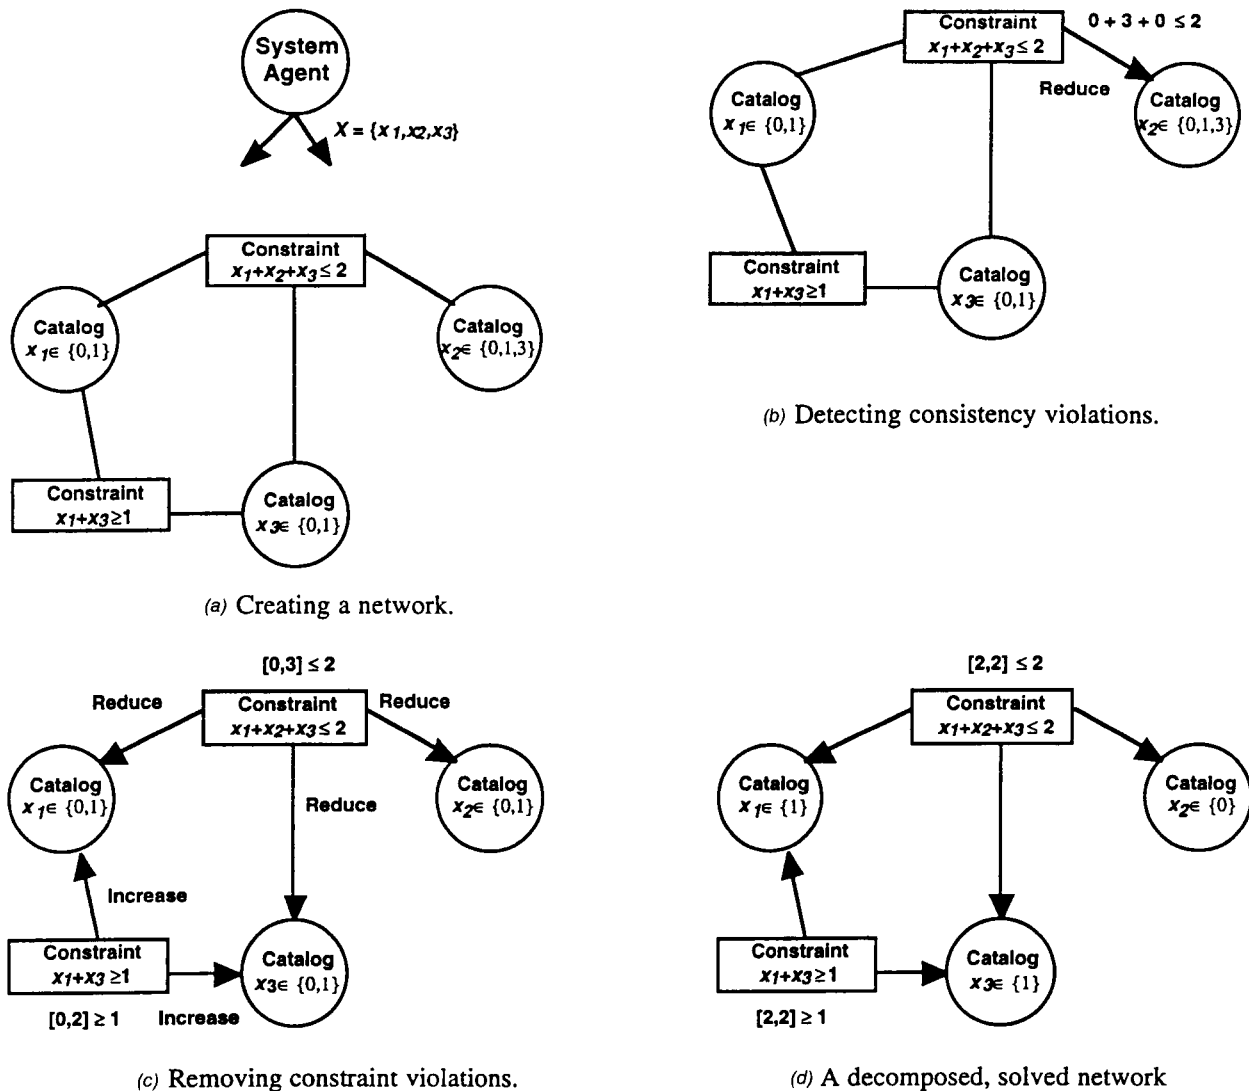 System
Agent
X = {x1,x2,x3}
Constraint
x1+x2+x3 ≤ 2
Catalog
x1∈ {0,1}
Catalog
x2∈ {0,1,3}
Constraint
x1+x3≥1
Catalog
x3∈ {0,1}
(a) Creating a network.
Constraint
x1+x2+x3 ≤ 2
0 + 3 + 0 ≤ 2
Reduce
Catalog
x1∈ {0,1}
Catalog
x2∈ {0,1,3}
Constraint
x1+x3≥1
Catalog
x3∈ {0,1}
(b) Detecting consistency violations.
[0,3] ≤ 2
Reduce
Constraint
x1+x2+x3 ≤ 2
Reduce
Catalog
x1∈ {0,1}
Reduce
Catalog
x2∈ {0,1}
Increase
Constraint
x1+x3≥1
Catalog
x3∈ {0,1}
[0,2] ≥ 1
Increase
(c) Removing constraint violations.
[2,2] ≤ 2
Constraint
x1+x2+x3 ≤ 2
Catalog
x1∈ {1}
Catalog
x2∈ {0}
Constraint
x1+x3≥1
Catalog
x3∈ {1}
[2,2] ≥ 1
(d) A decomposed, solved network